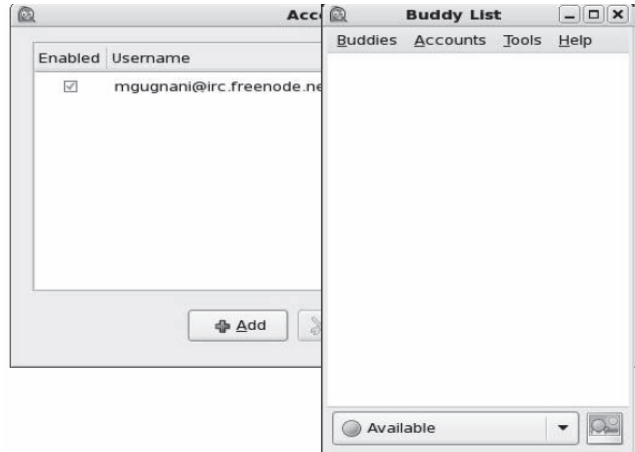 Acc
Enabled Username
mgugnani@irc.freenode.ne
Add
Buddy List
Buddies Accounts Tools Help
Available